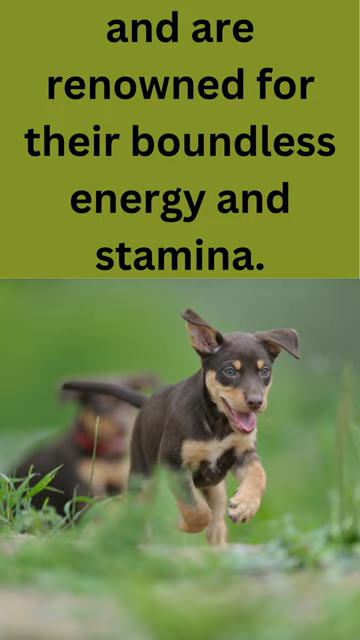 and are
renowned for
their boundless
energy and
stamina.